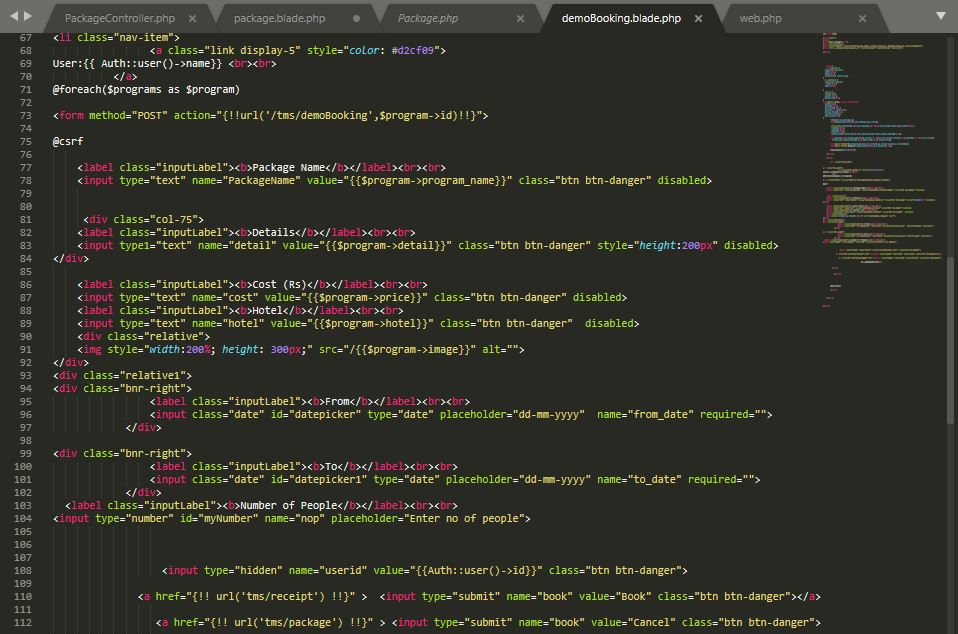 PackageController.php × package.blade.php ● Package.php × demoBooking.blade.php × web.php ×
67 <li class="nav-item">
68 <a class="link display-5" style="color: #d2cf09">
69 User:{{ Auth::user()->name}} <br><br>
70 </a>
71 @foreach($programs as $program)
72
73 <form method="POST" action="{!!url('/tms/demoBooking',$program->id)!!}">
74
75 @csrf
76
77 <label class="inputLabel"><b>Package Name</b></label><br><br>
78 <input type="text" name="PackageName" value="{{$program->program_name}}" class="btn btn-danger" disabled>
79
80
81 <div class="col-75">
82 <label class="inputLabel"><b>Details</b></label><br><br>
83 <input type1="text" name="detail" value="{{$program->detail}}" class="btn btn-danger" style="height:200px" disabled>
84 </div>
85
86 <label class="inputLabel"><b>Cost (Rs)</b></label><br><br>
87 <input type="text" name="cost" value="{{$program->price}}" class="btn btn-danger" disabled>
88 <label class="inputLabel"><b>Hotel</b></label><br><br>
89 <input type="text" name="hotel" value="{{$program->hotel}}" class="btn btn-danger"  disabled>
90 <div class="relative">
91 <img style="width:200%; height: 300px;" src="/{{$program->image}}" alt="">
92 </div>
93 <div class="relative1">
94 <div class="bnr-right">
95 <label class="inputLabel"><b>From</b></label><br><br>
96 <input class="date" id="datepicker" type="date" placeholder="dd-mm-yyyy"  name="from_date" required="">
97 </div>
98
99 <div class="bnr-right">
100 <label class="inputLabel"><b>To</b></label><br><br>
101 <input class="date" id="datepicker1" type="date" placeholder="dd-mm-yyyy" name="to_date" required="">
102 </div>
103 <label class="inputLabel"><b>Number of People</b></label><br><br>
104 <input type="number" id="myNumber" name="nop" placeholder="Enter no of people">
105
106
107
108 <input type="hidden" name="userid" value="{{Auth::user()->id}}" class="btn btn-danger">
109
110 <a href="{!! url('tms/receipt') !!}" >  <input type="submit" name="book" value="Book" class="btn btn-danger"></a>
111
112 <a href="{!! url('tms/package') !!}" > <input type="submit" name="book" value="Cancel" class="btn btn-danger">